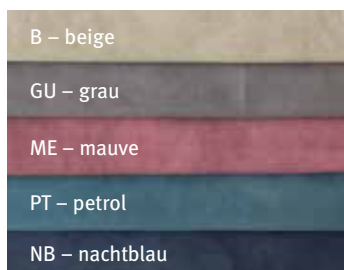 B – beige
GU – grau
ME – mauve
PT – petrol
NB – nachtblau